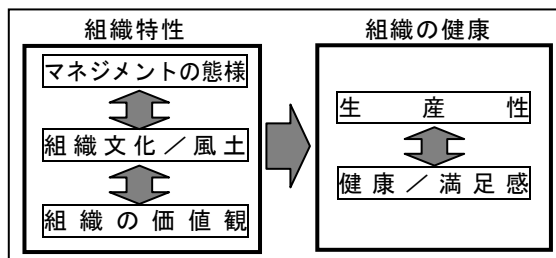 組織特性
マネジメントの態様
組織文化／風土
組織の価値観
組織の健康
生産性
健康／満足感